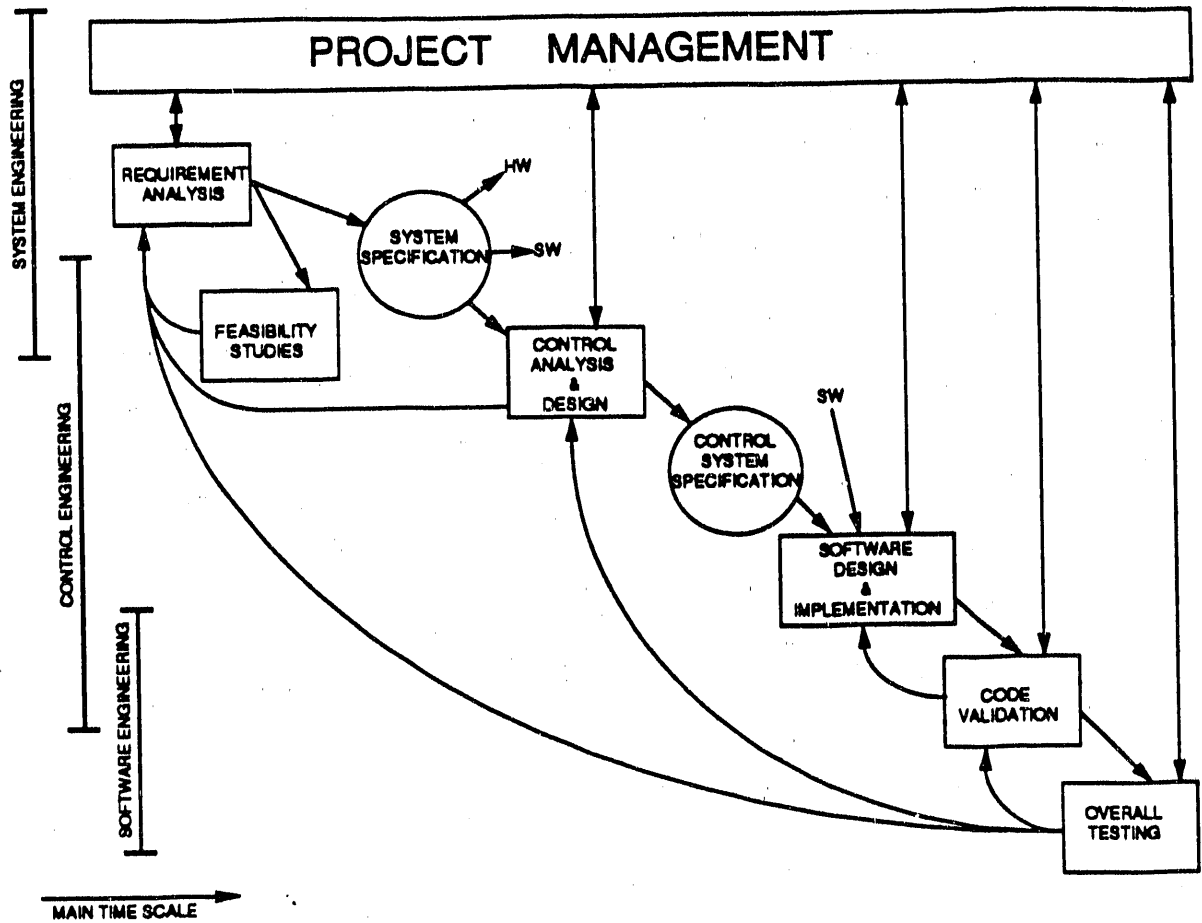 PROJECT MANAGEMENT
SYSTEM ENGINEERING
REQUIREMENT
ANALYSIS
HW
SYSTEM
SPECIFICATION
SW
FEASIBILITY
STUDIES
CONTROL
ANALYSIS
&
DESIGN
CONTROL ENGINEERING
SW
CONTROL
SYSTEM
SPECIFICATION
SOFTWARE
DESIGN
&
IMPLEMENTATION
SOFTWARE ENGINEERING
CODE
VALIDATION
OVERALL
TESTING
MAIN TIME SCALE